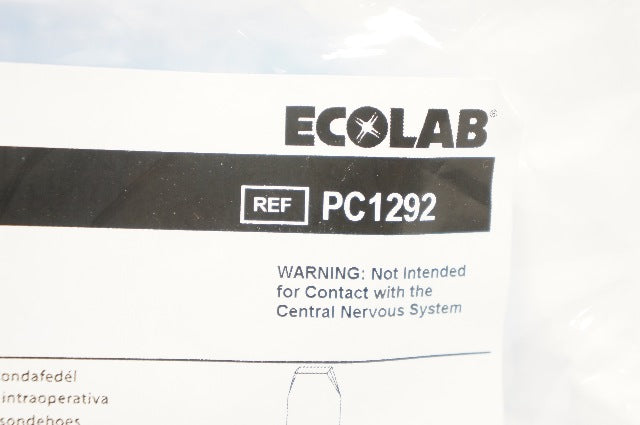 ECOLAB®
REF PC1292
WARNING: Not Intended
for Contact with the
Central Nervous System
ondafedél
intraoperativa
sondehoes